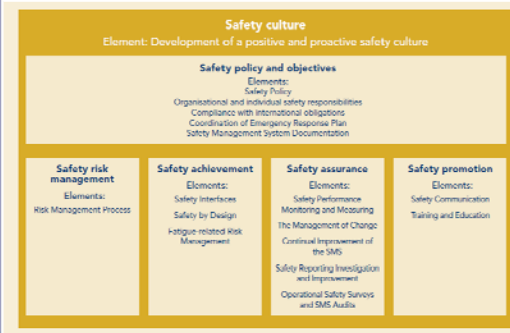 Safety culture
Element: Development of a positive and proactive safety culture
Safety policy and objectives
Elements:
Safety Policy
Organisational and individual safety responsibilities
Compliance with international obligations
Coordination of Emergency Response Plan
Safety Management System Documentation
Safety risk
management
Elements:
Risk Management Process
Safety achievement
Elements:
Safety Interfaces
Safety by Design
Fatigue-related Risk
Management
Safety assurance
Elements:
Safety Performance
Monitoring and Measuring
The Management of Change
Continual Improvement of
the SMS
Safety Reporting Investigation
and Improvement
Operational Safety Surveys
and SMS Audits
Safety promotion
Elements:
Safety Communication
Training and Education